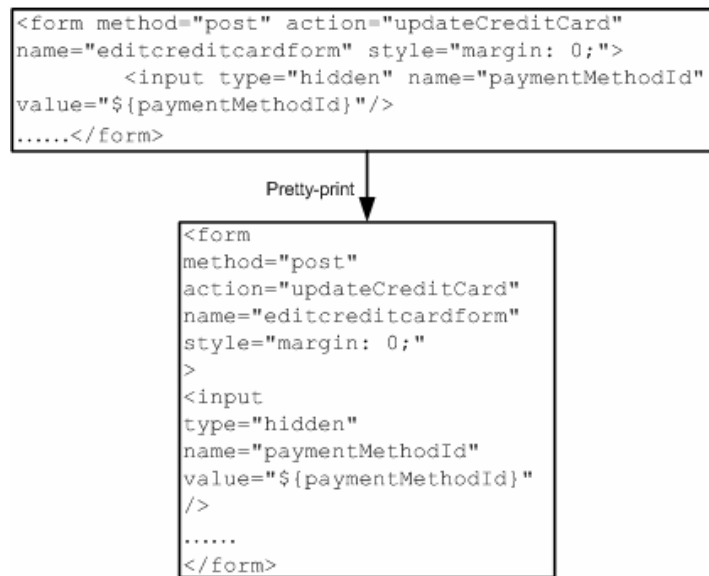 <form method="post" action="updateCreditCard"
name="editcreditcardform" style="margin: 0;">
<input type="hidden" name="paymentMethodId"
value="${paymentMethodId}"/>
......</form>
Pretty-print
<form
method="post"
action="updateCreditCard"
name="editcreditcardform"
style="margin: 0;"
>
<input
type="hidden"
name="paymentMethodId"
value="${paymentMethodId}"
/>
......
</form>